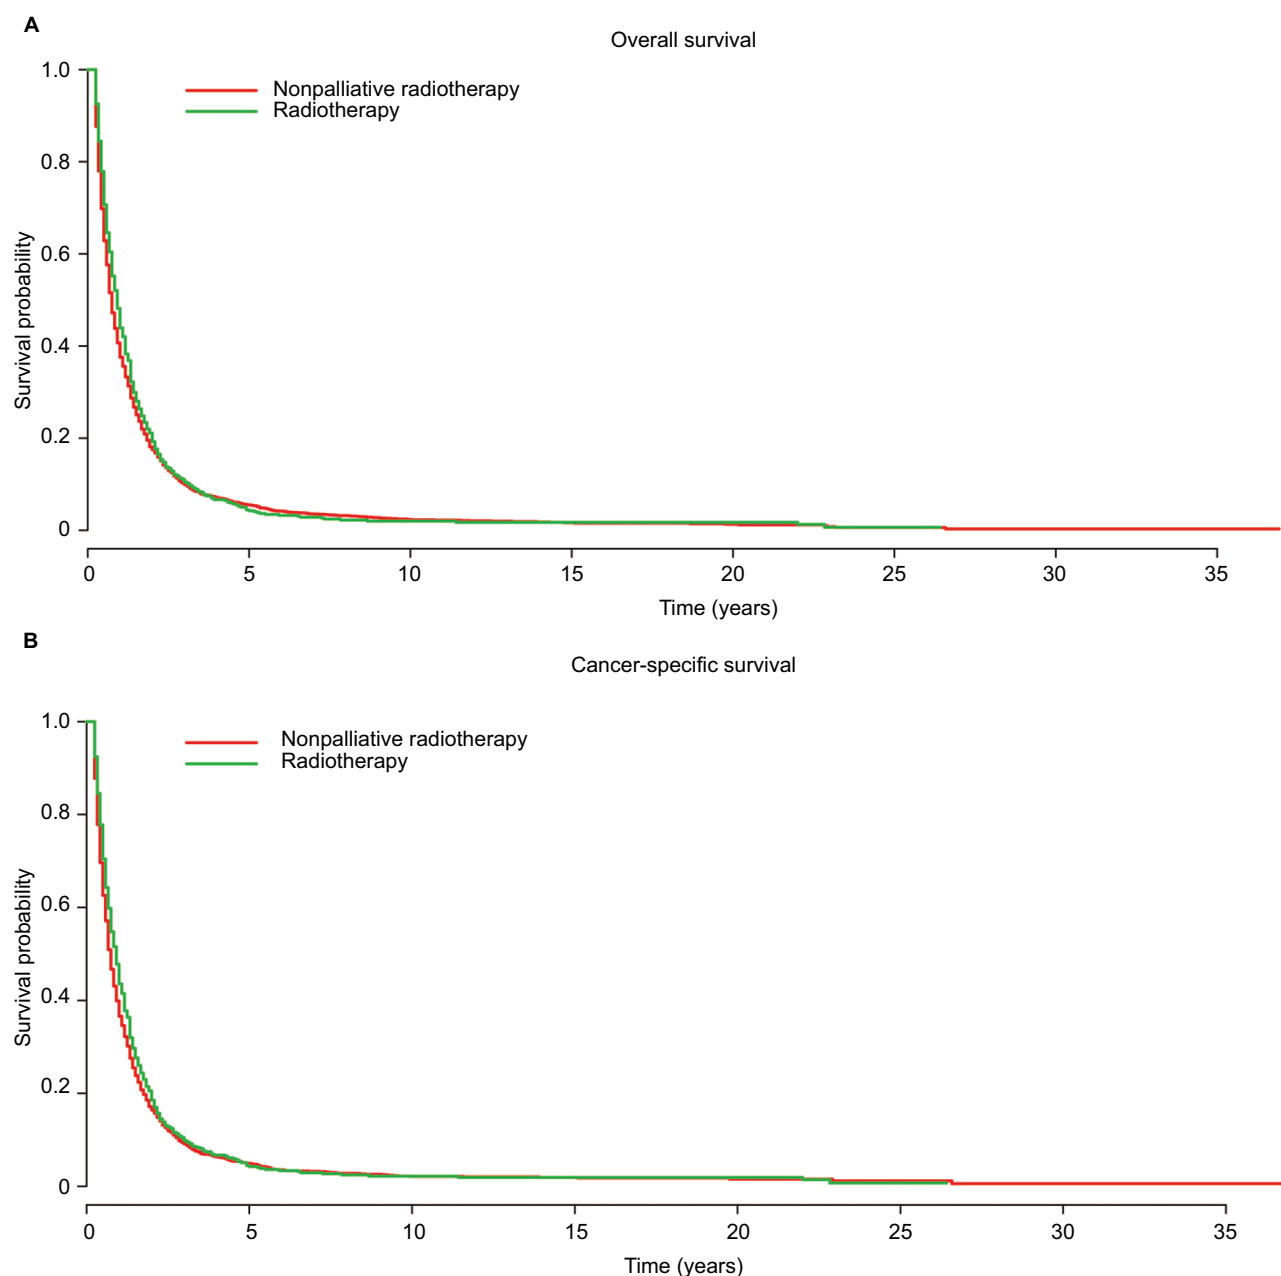 A
Overall survival
Nonpalliative radiotherapy
Radiotherapy
Survival probability
1.0
0.8
0.6
0.4
0.2
0
0 5 10 15 20 25 30 35
Time (years)
B
Cancer-specific survival
Nonpalliative radiotherapy
Radiotherapy
Survival probability
1.0
0.8
0.6
0.4
0.2
0
0 5 10 15 20 25 30 35
Time (years)